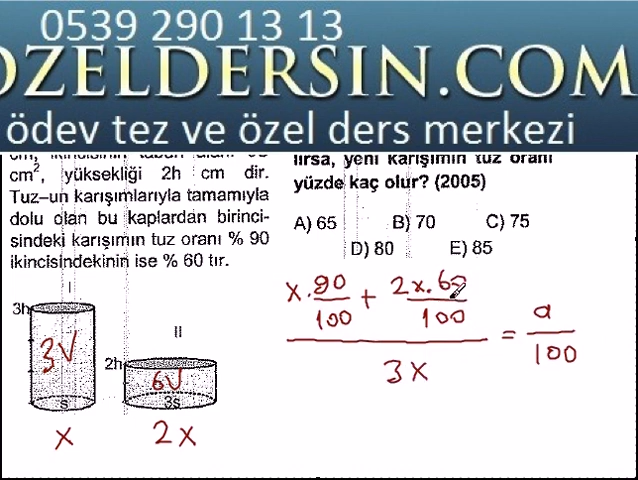 0539 290 13 13
OZELDERSIN.COM
ödev tez ve özel ders merkezi
cm², yüksekliği 2h cm dir.
Tuz–un karışımlarıyla tamamıyla
dolu olan bu kaplardan birinci-
sindeki karışımın tuz oranı % 90
ikincisindekinin ise % 60 tır.
I
3h
3V
s
x
II
2h
6V
3s
2x
lırsa, yeni karışımın tuz oranı
yüzde kaç olur? (2005)
A) 65 B) 70 C) 75
D) 80 E) 85
x.90/100 + 2x.60/100
3x
= a/100